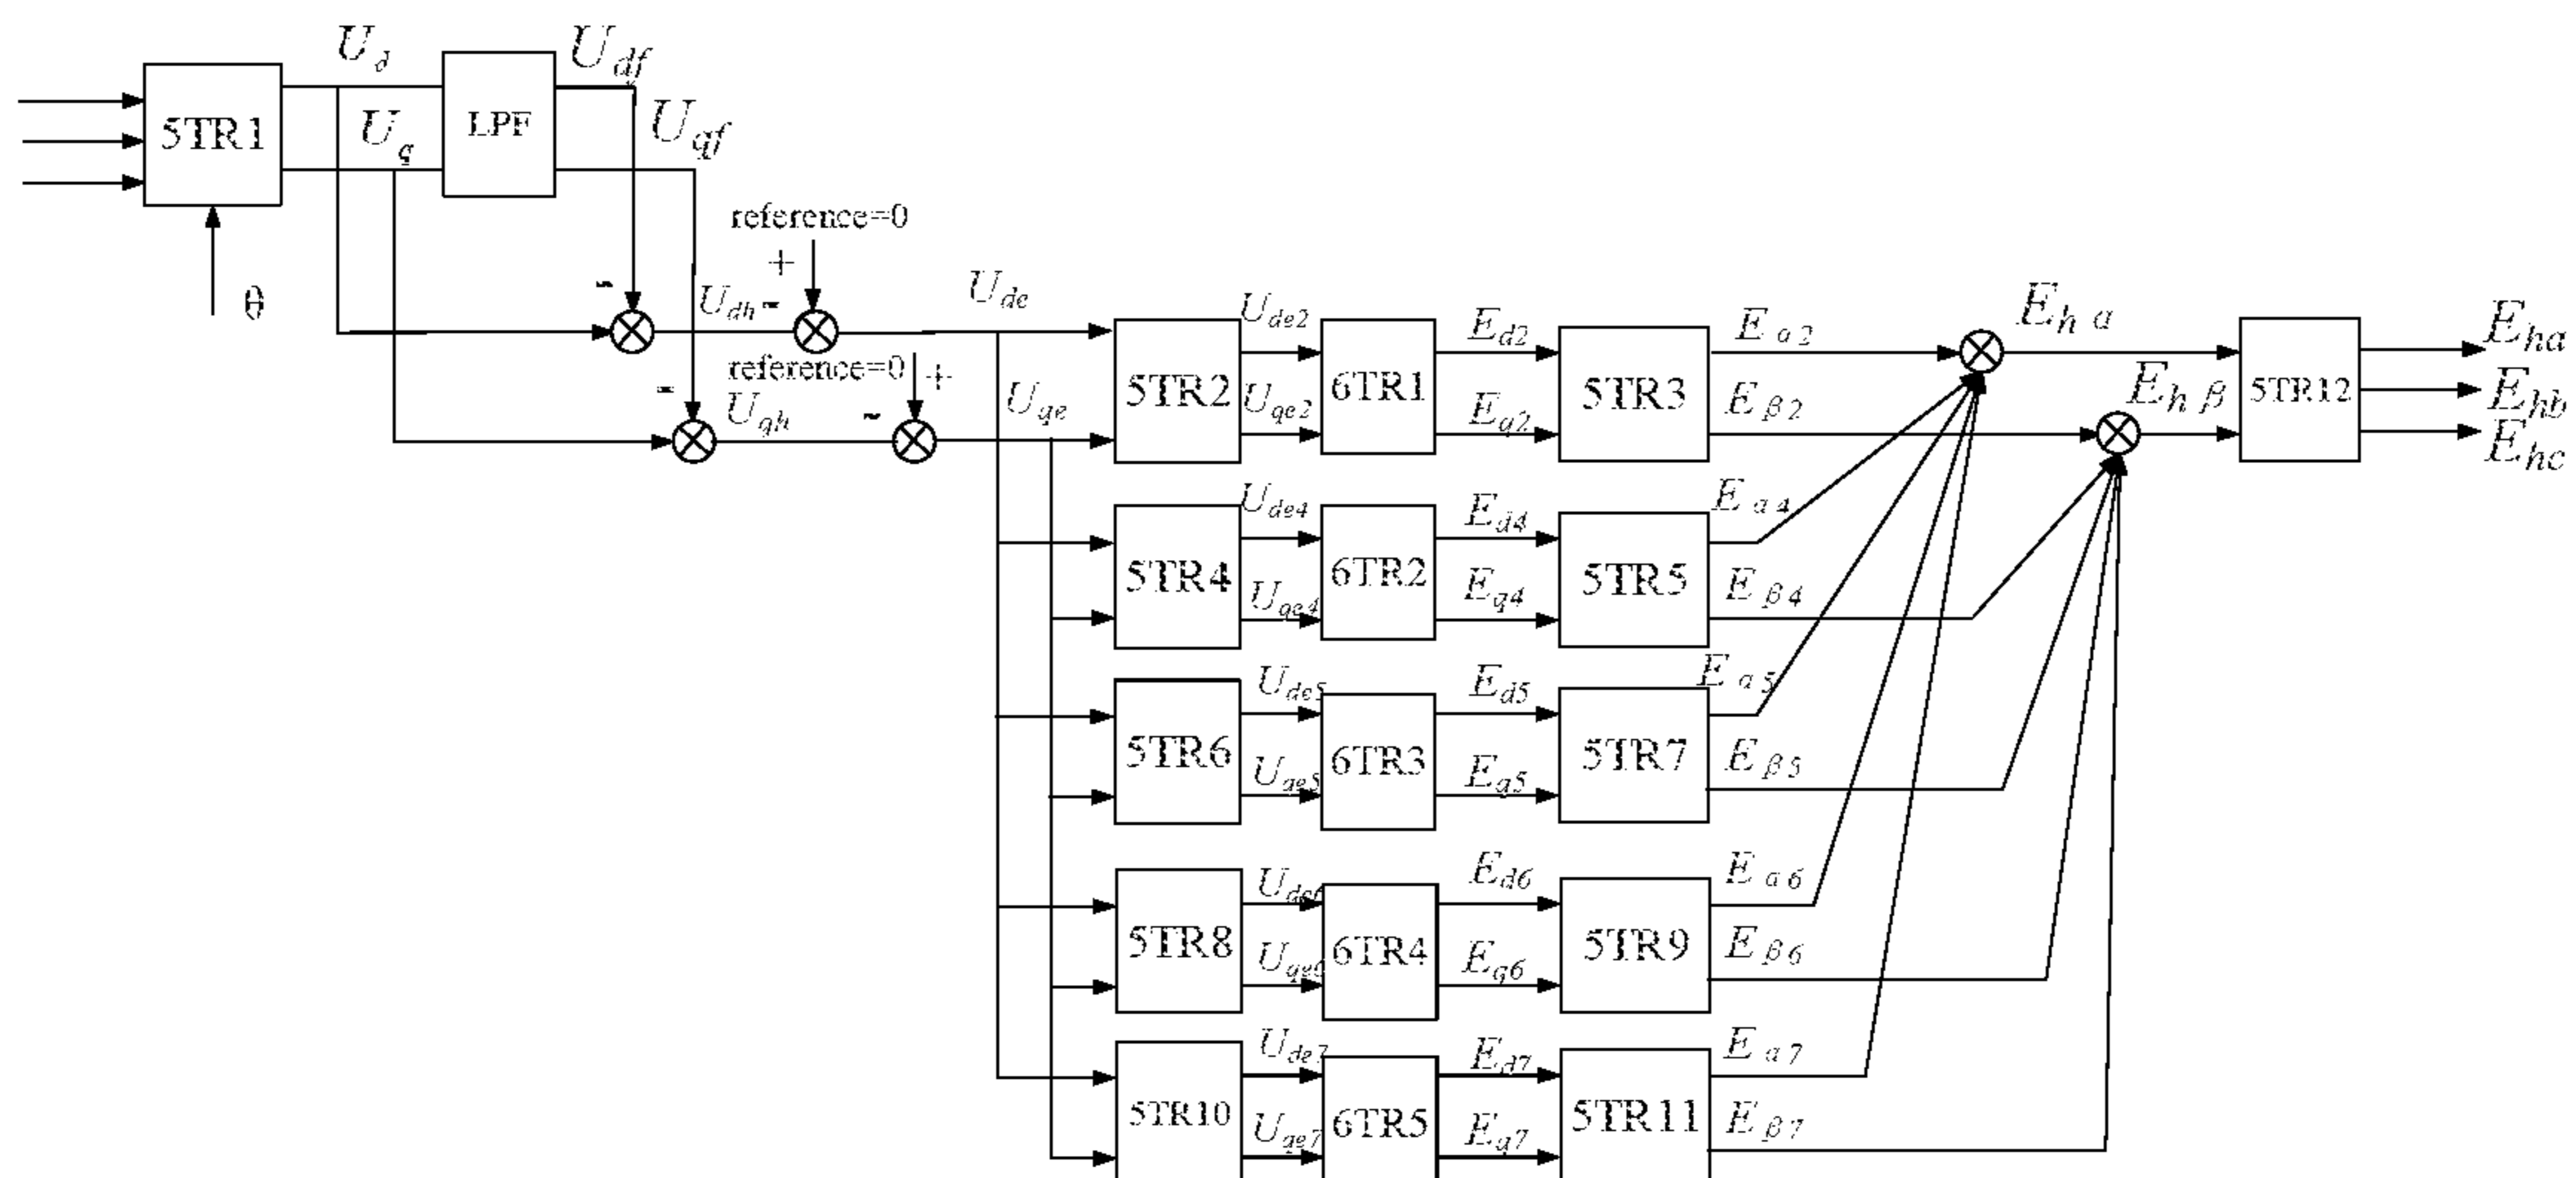 U_d
U_df
5TR1
U_q
LPF
U_qf
θ
reference=0
+
-
U_dh
-
U_de
reference=0
+
-
U_qh
-
U_qe
5TR2
U_de2
U_qe2
6TR1
E_d2
E_q2
5TR3
E_α2
E_β2
E_hα
E_hβ
5TR12
E_ha
E_hb
E_hc
5TR4
U_de4
U_qe4
6TR2
E_d4
E_q4
5TR5
E_α4
E_β4
5TR6
U_de5
U_qe5
6TR3
E_d5
E_q5
5TR7
E_α5
E_β5
5TR8
U_de6
U_qe6
6TR4
E_d6
E_q6
5TR9
E_α6
E_β6
5TR10
U_de7
U_qe7
6TR5
E_d7
E_q7
5TR11
E_α7
E_β7